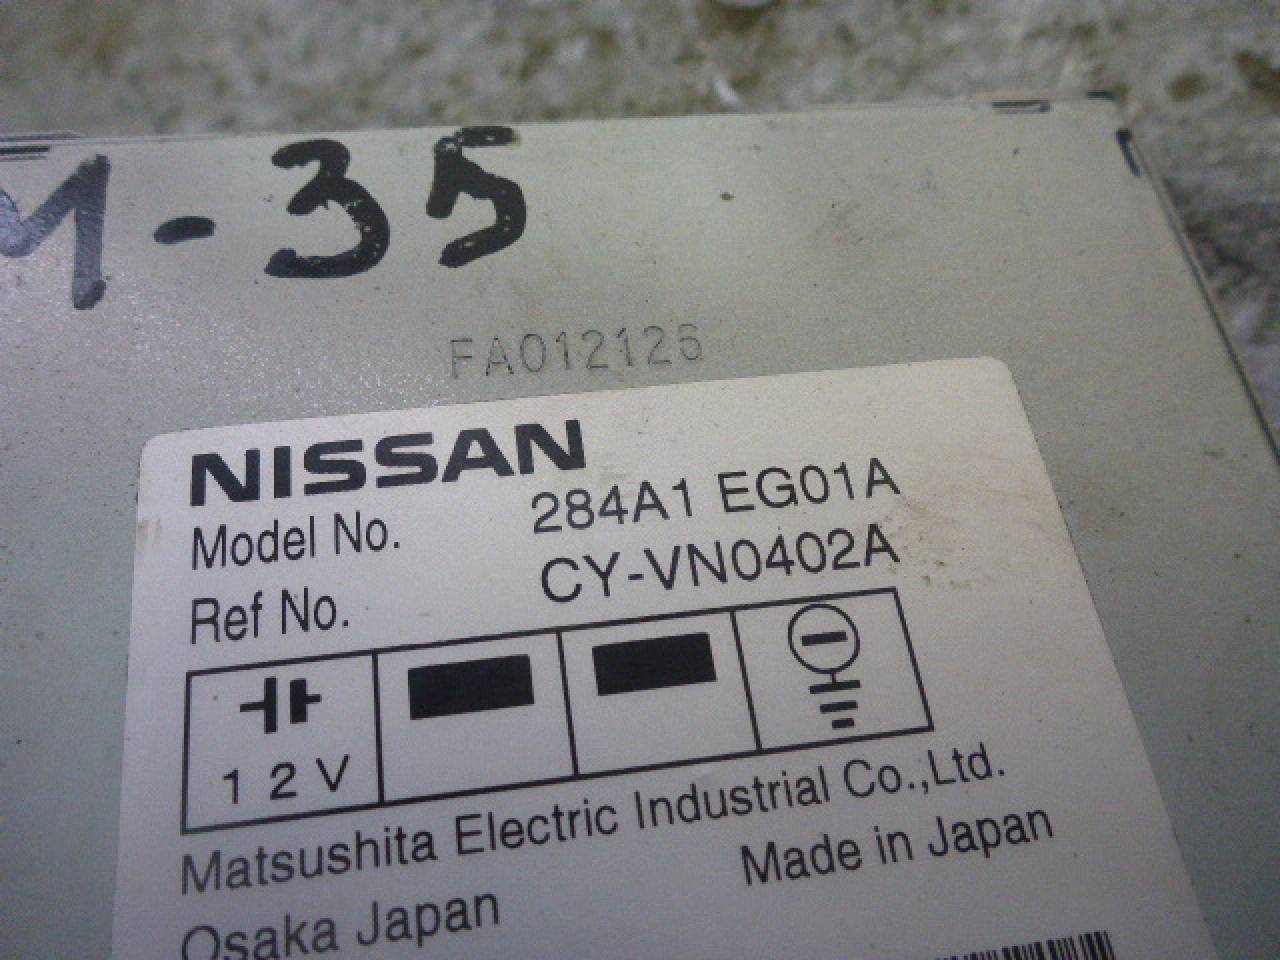 M-35
FA012126
NISSAN
Model No. 284A1 EG01A
Ref No. CY-VN0402A
12V
Matsushita Electric Industrial Co.,Ltd.
Osaka Japan Made in Japan